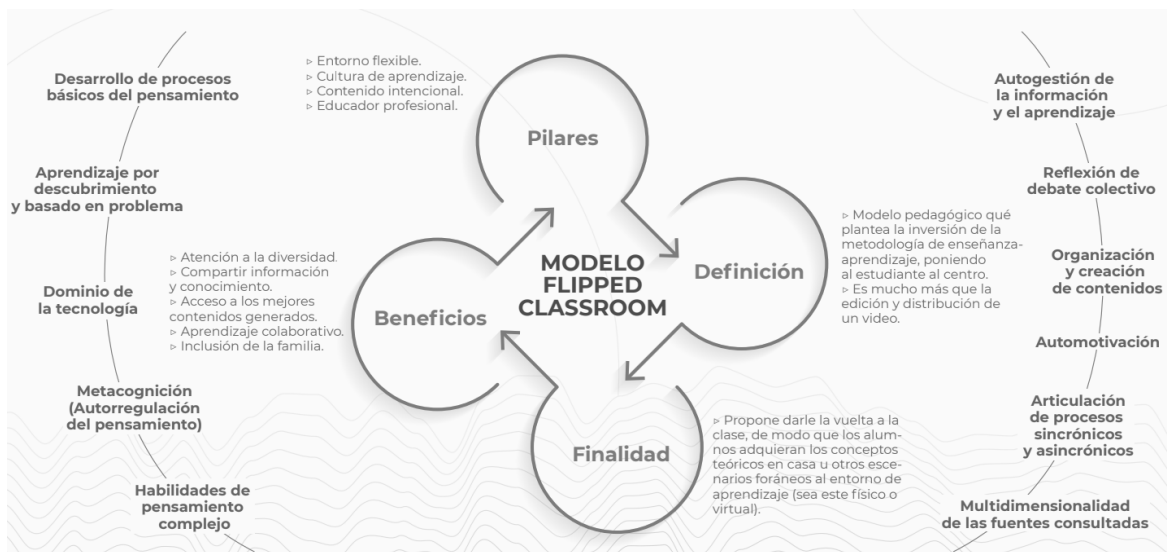 Desarrollo de procesos
básicos del pensamiento
Aprendizaje por
descubrimiento
y basado en problema
Dominio de
la tecnología
Metacognición
(Autorregulación
del pensamiento)
Habilidades de
pensamiento
complejo
▹ Entorno flexible.
▹ Cultura de aprendizaje.
▹ Contenido intencional.
▹ Educador profesional.
Pilares
MODELO
FLIPPED
CLASSROOM
Definición
▹ Modelo pedagógico qué
plantea la inversión de la
metodología de enseñanza-
aprendizaje, poniendo
al estudiante al centro.
▹ Es mucho más que la
edición y distribución de
un video.
Finalidad
▹ Propone darle la vuelta a la
clase, de modo que los alum-
nos adquieran los conceptos
teóricos en casa u otros esce-
narios foráneos al entorno de
aprendizaje (sea este físico o
virtual).
Beneficios
▹ Atención a la diversidad.
▹ Compartir información
y conocimiento.
▹ Acceso a los mejores
contenidos generados.
▹ Aprendizaje colaborativo.
▹ Inclusión de la familia.
Autogestión de
la información
y el aprendizaje
Reflexión de
debate colectivo
Organización
y creación
de contenidos
Automotivación
Articulación
de procesos
sincrónicos
y asincrónicos
Multidimensionalidad
de las fuentes consultadas